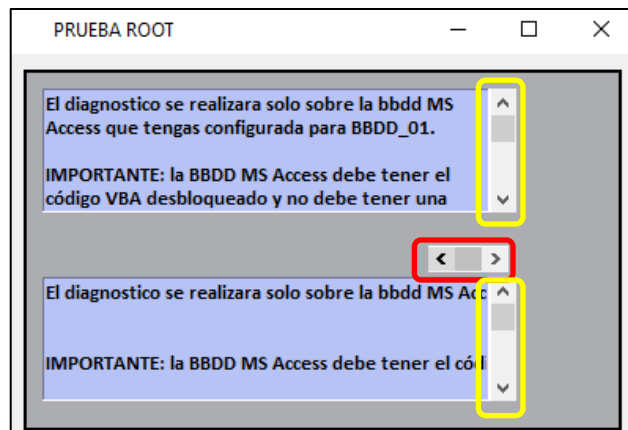 PRUEBA ROOT
El diagnostico se realizara solo sobre la bbdd MS
Access que tengas configurada para BBDD_01.
IMPORTANTE: la BBDD MS Access debe tener el
código VBA desbloqueado y no debe tener una
El diagnostico se realizara solo sobre la bbdd MS Acc
IMPORTANTE: la BBDD MS Access debe tener el códi